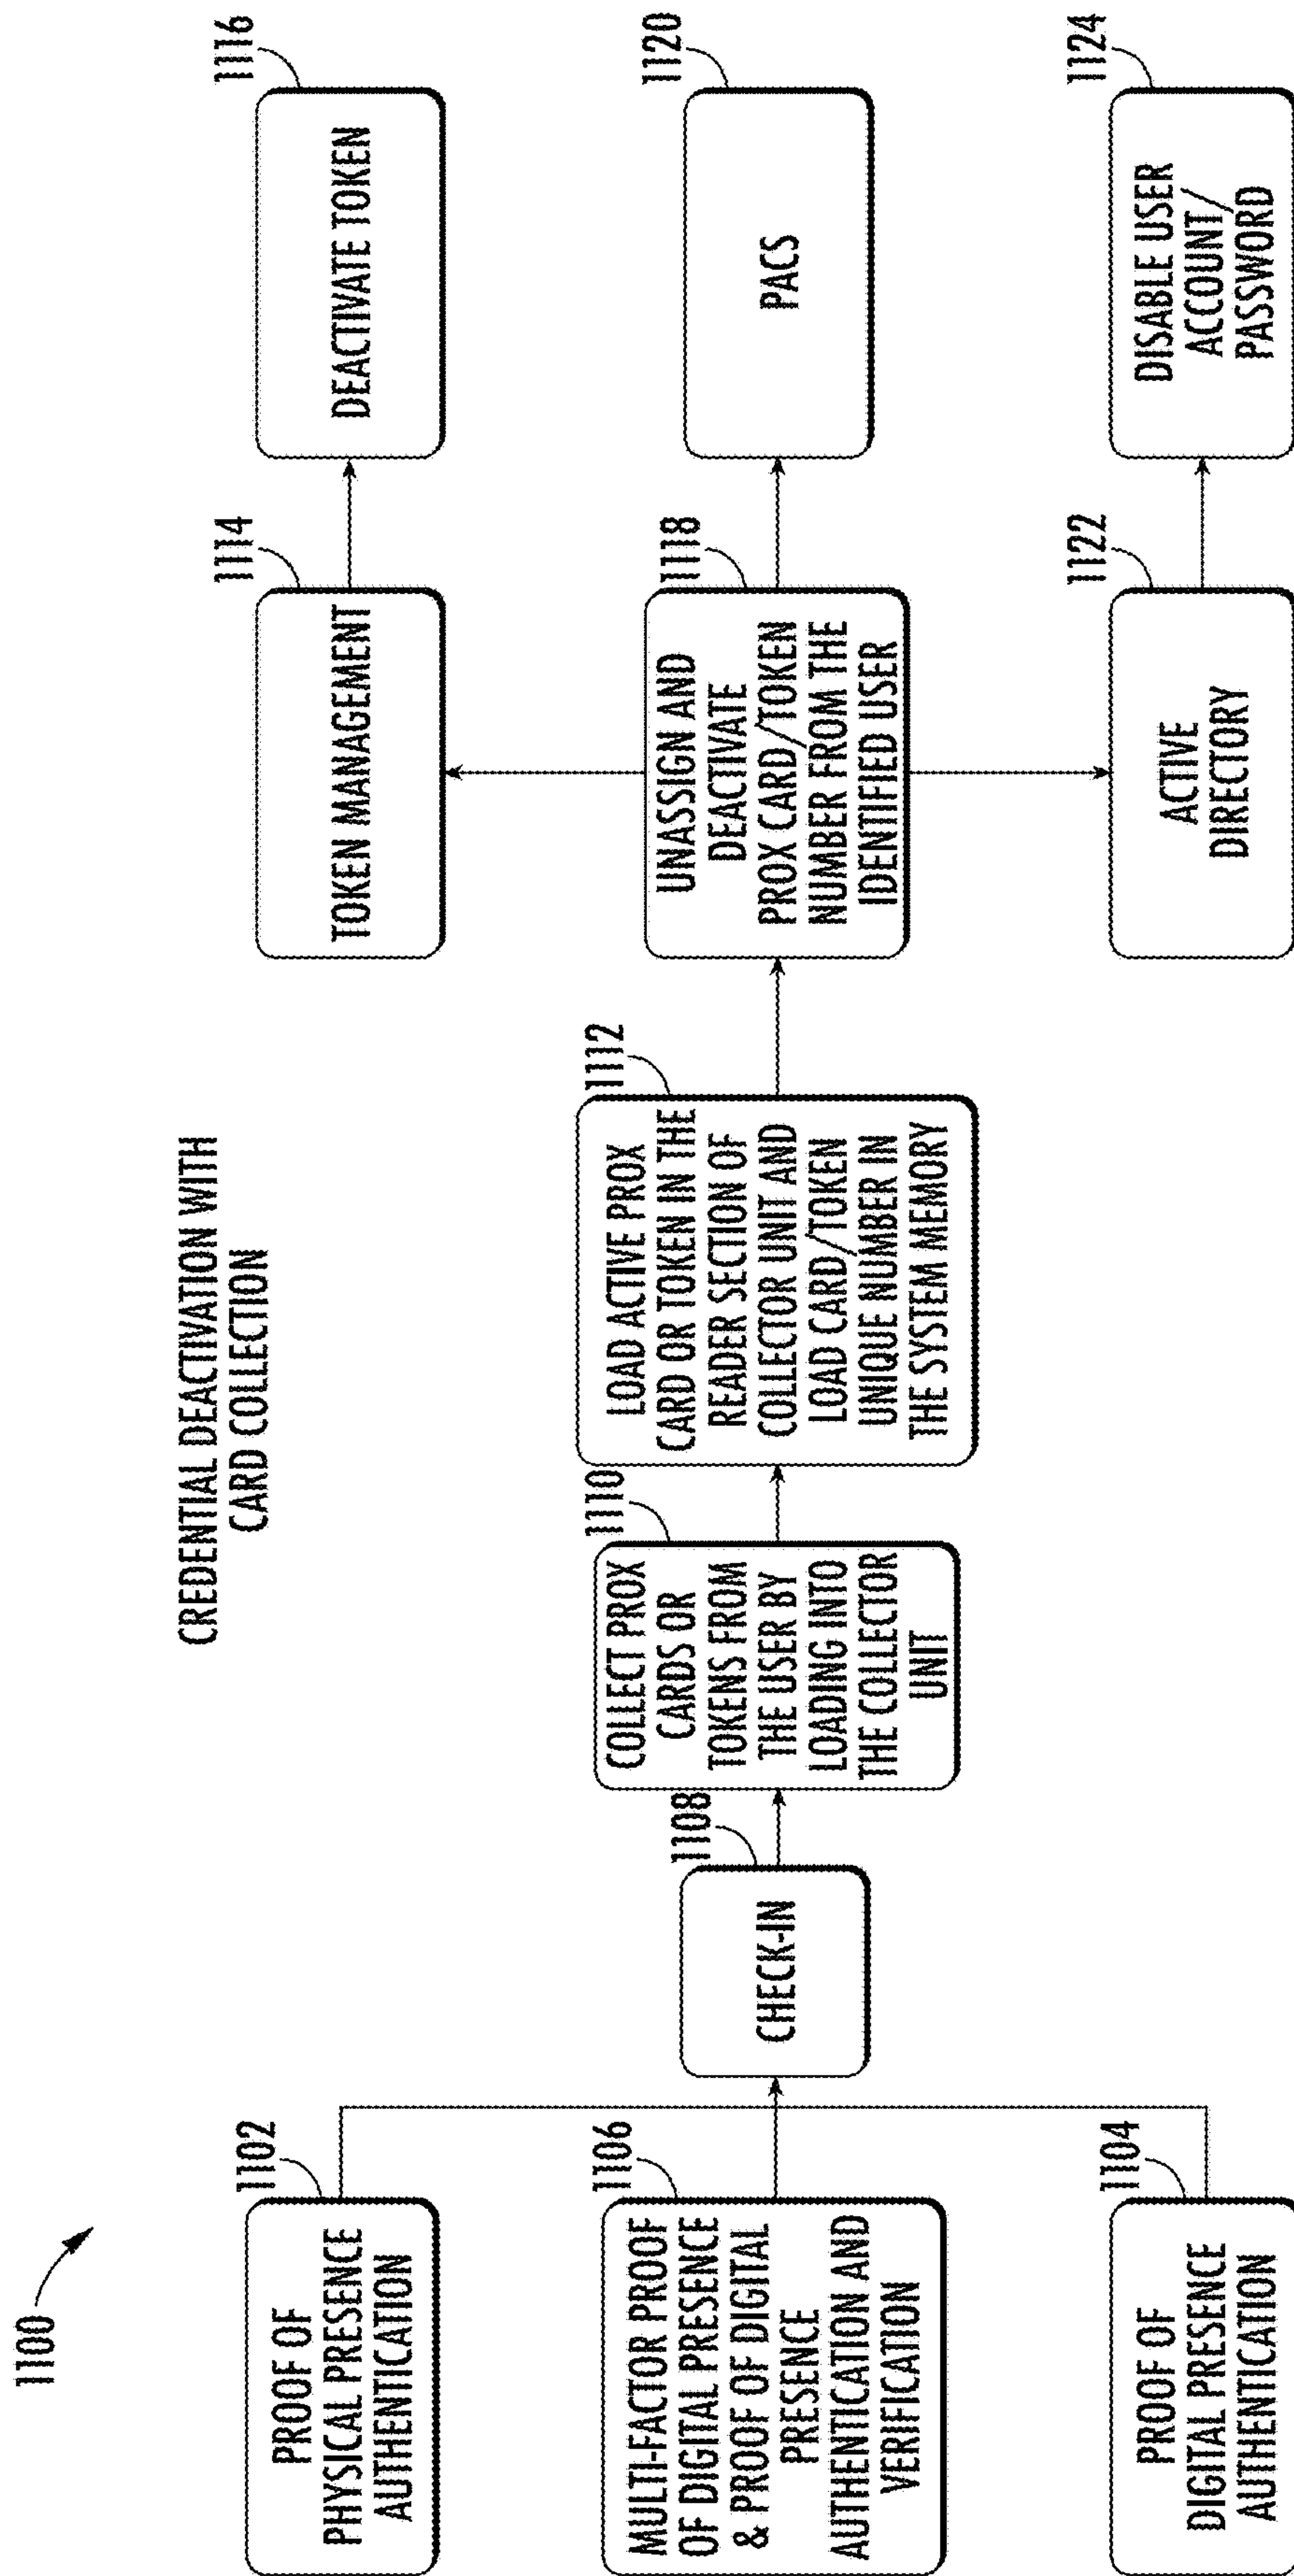 1100
CREDENTIAL DEACTIVATION WITH
CARD COLLECTION
1102
PROOF OF
PHYSICAL PRESENCE
AUTHENTICATION
1106
MULTI-FACTOR PROOF
OF DIGITAL PRESENCE
& PROOF OF DIGITAL
PRESENCE
AUTHENTICATION AND
VERIFICATION
1104
PROOF OF
DIGITAL PRESENCE
AUTHENTICATION
1108
CHECK-IN
1110
COLLECT PROX
CARDS OR
TOKENS FROM
THE USER BY
LOADING INTO
THE COLLECTOR
UNIT
1112
LOAD ACTIVE PROX
CARD OR TOKEN IN THE
READER SECTION OF
COLLECTOR UNIT AND
LOAD CARD/TOKEN
UNIQUE NUMBER IN
THE SYSTEM MEMORY
1114
TOKEN MANAGEMENT
1116
DEACTIVATE TOKEN
1118
UNASSIGN AND
DEACTIVATE
PROX CARD/TOKEN
NUMBER FROM THE
IDENTIFIED USER
1120
PACS
1122
ACTIVE
DIRECTORY
1124
DISABLE USER
ACCOUNT/
PASSWORD